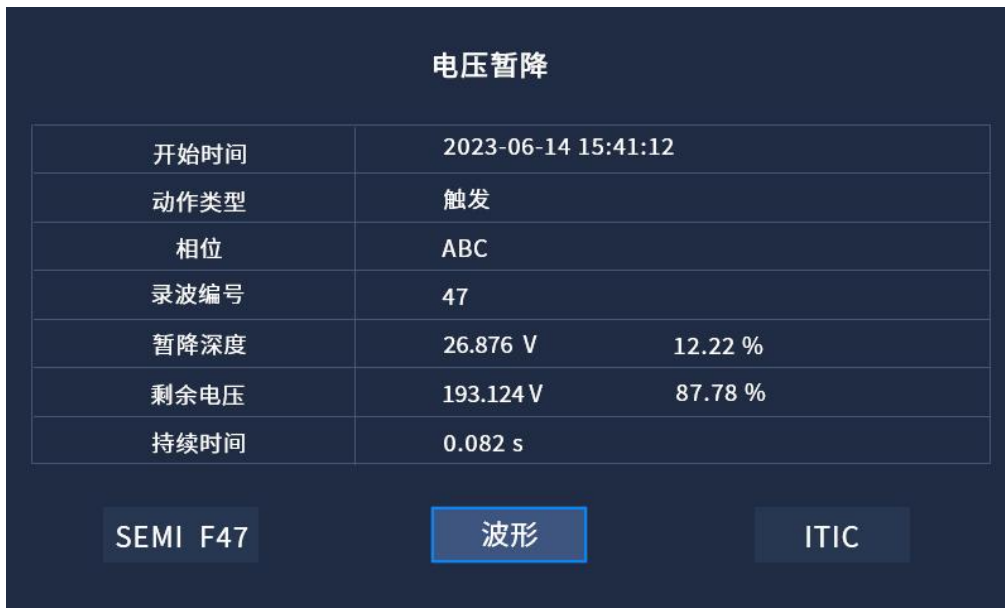 电压暂降
开始时间 2023-06-14 15:41:12
动作类型 触发
相位 ABC
录波编号 47
暂降深度 26.876 V 12.22 %
剩余电压 193.124 V 87.78 %
持续时间 0.082 s
SEMI F47 波形 ITIC